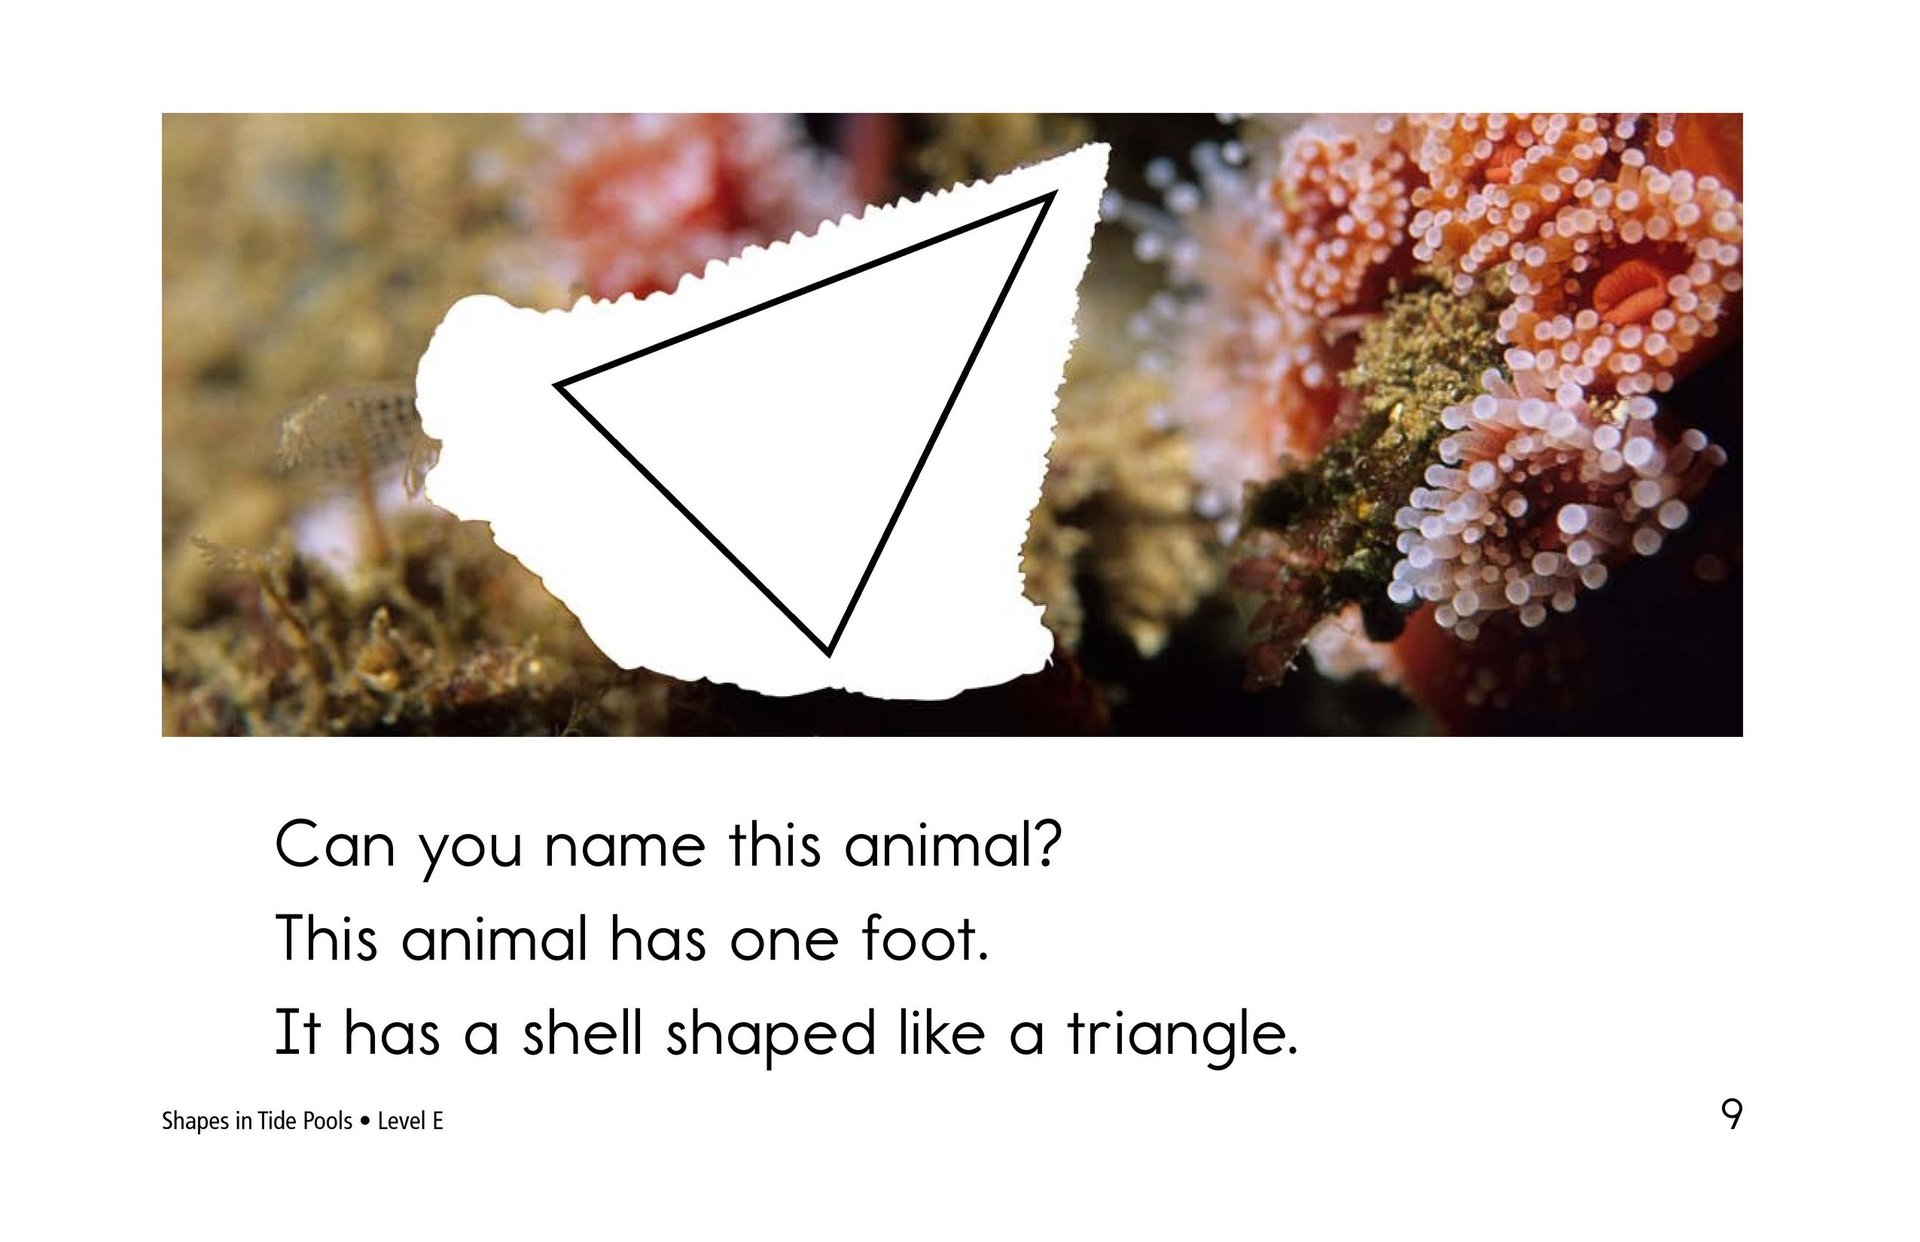 Can you name this animal?
This animal has one foot.
It has a shell shaped like a triangle.
Shapes in Tide Pools • Level E
9